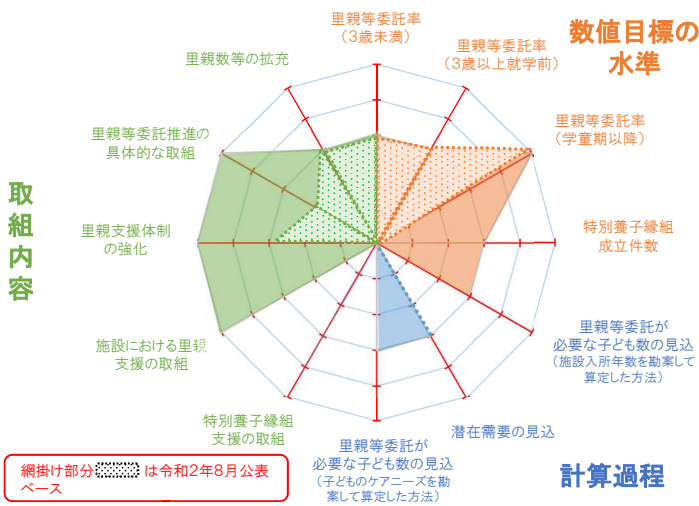 里親等委託率
（3歳未満）
数値目標の
水準
里親等委託率
（3歳以上就学前）
里親数等の拡充
里親等委託率
（学童期以降）
里親等委託推進の
具体的な取組
取組内容
里親支援体制
の強化
特別養子縁組
成立件数
施設における里親
支援の取組
里親等委託が
必要な子ども数の見込
（施設入所年数を勘案して
算定した方法）
特別養子縁組
支援の取組
潜在需要の見込
里親等委託が
必要な子ども数の見込
（子どものケアニーズを勘
案して算定した方法）
計算過程
網掛け部分 は令和2年8月公表
ベース